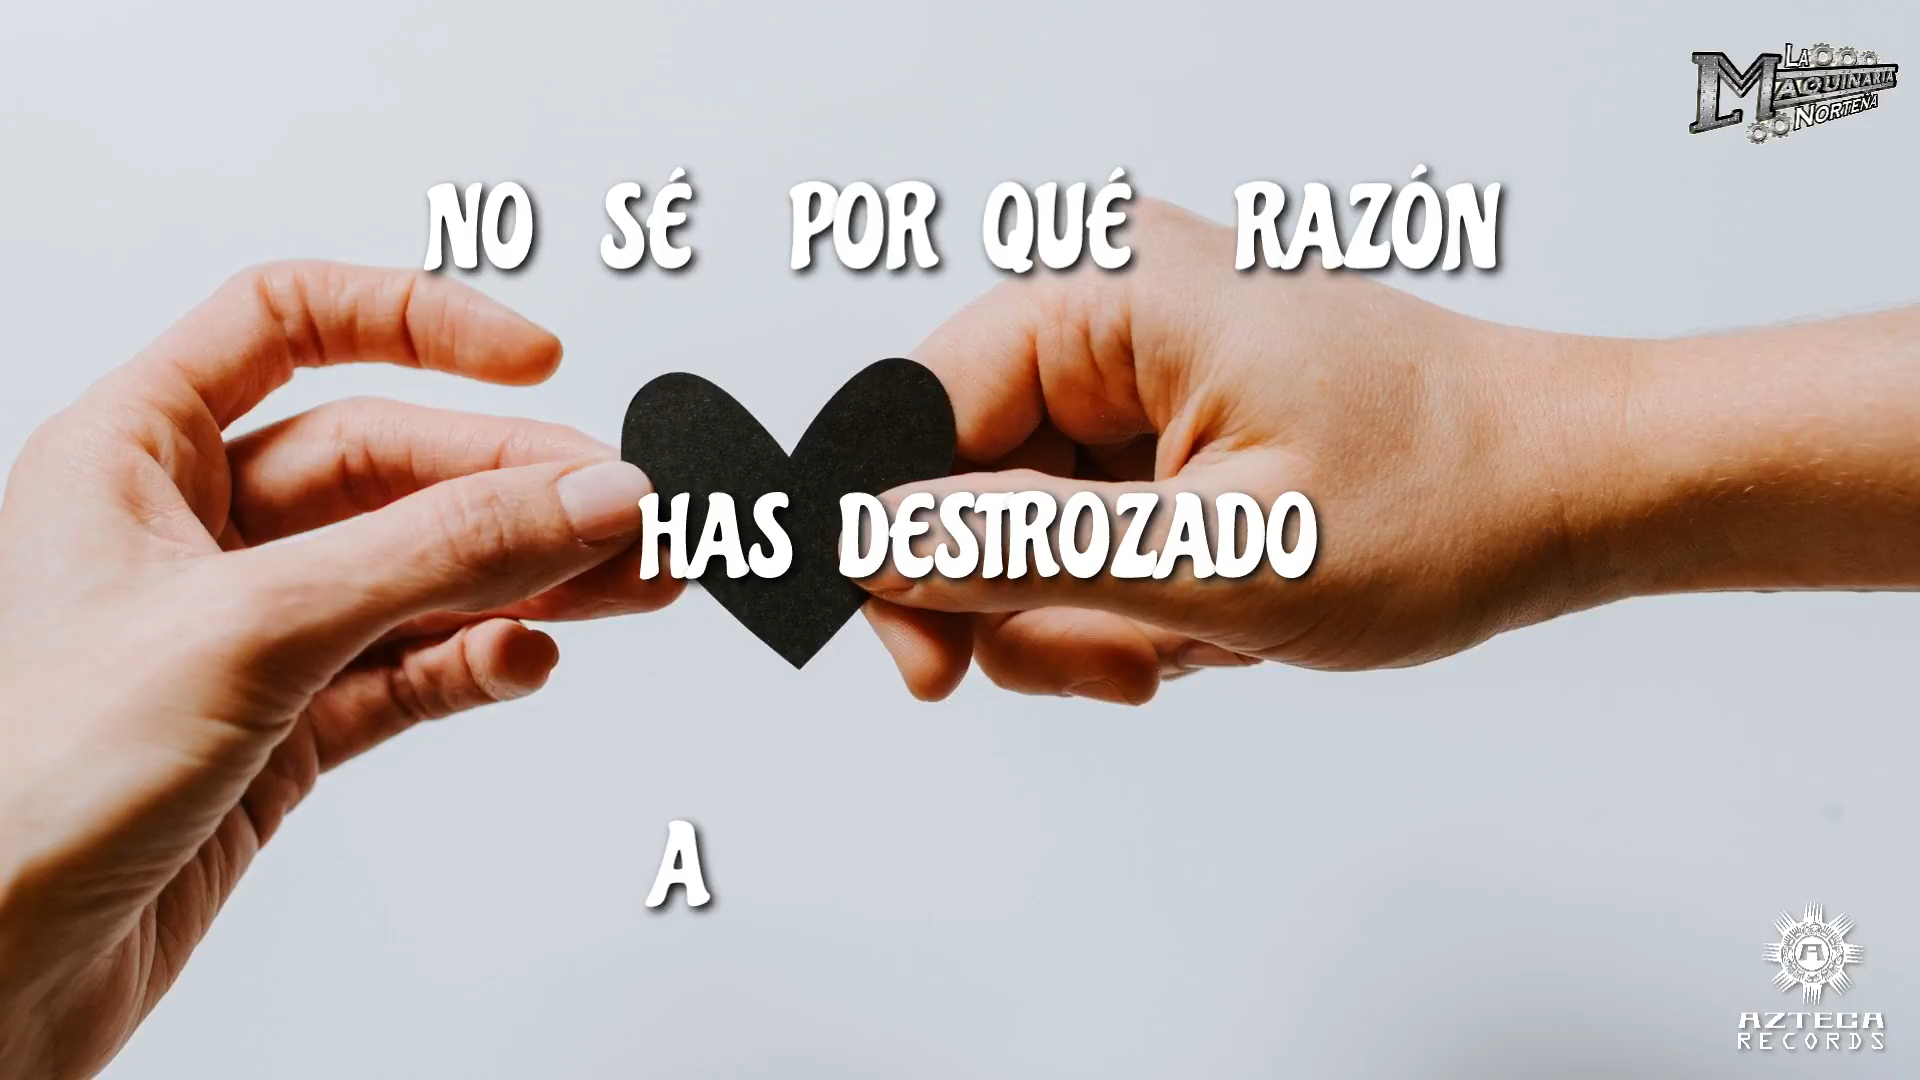 LA
MAQUINARIA
NORTEÑA
NO SÉ POR QUÉ RAZÓN
HAS DESTROZADO
A
AZTECA
RECORDS